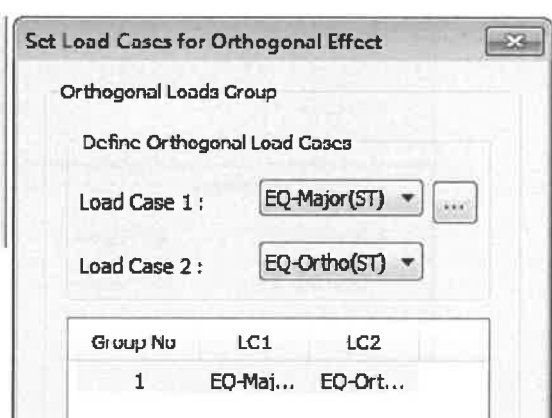 Set Load Cases for Orthogonal Effect
Orthogonal Loads Group
Define Orthogonal Load Cases
Load Case 1 : EQ-Major(ST) ...
Load Case 2 : EQ-Ortho(ST)
Group No LC1 LC2
1 EQ-Maj... EQ-Ort...